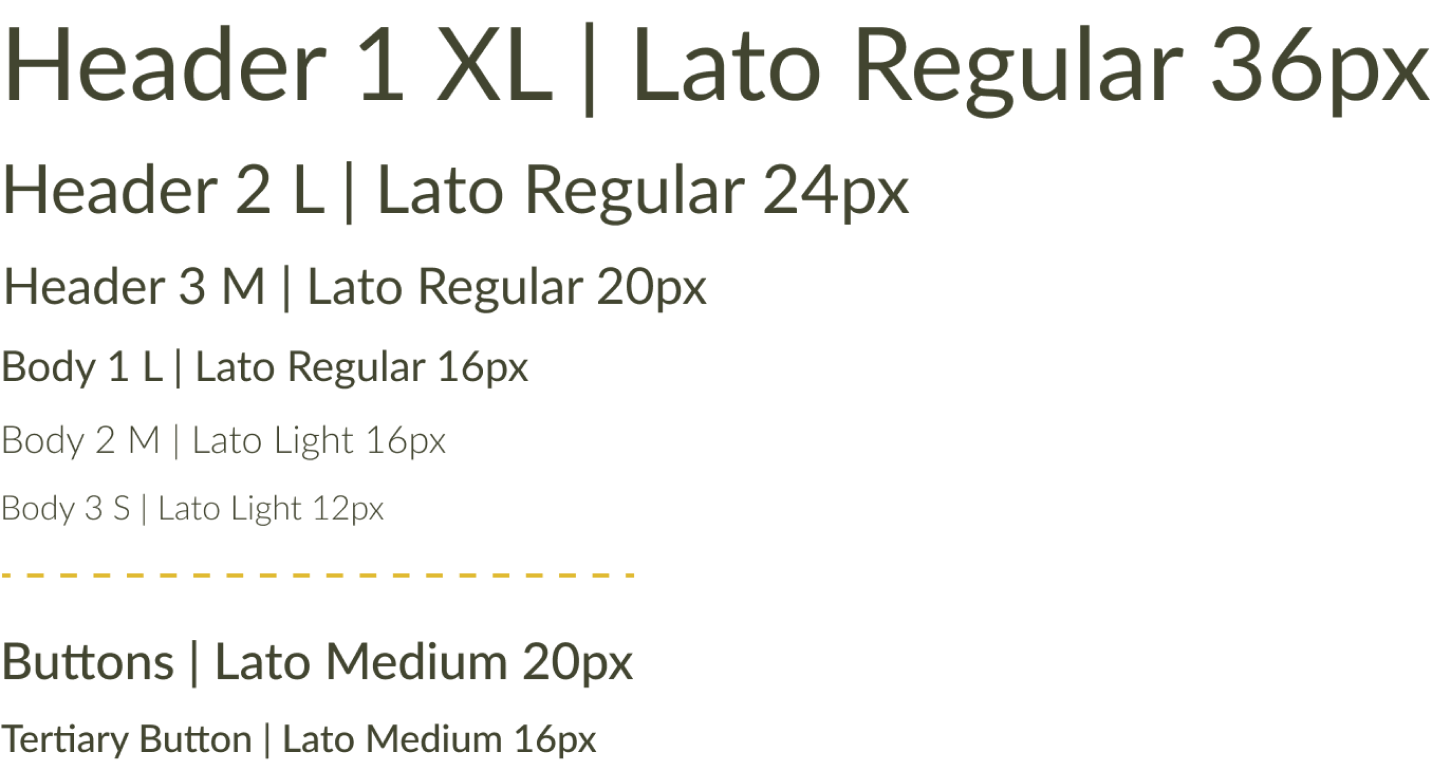 Header 1 XL | Lato Regular 36px
Header 2 L | Lato Regular 24px
Header 3 M | Lato Regular 20px
Body 1 L | Lato Regular 16px
Body 2 M | Lato Light 16px
Body 3 S | Lato Light 12px
Buttons | Lato Medium 20px
Tertiary Button | Lato Medium 16px